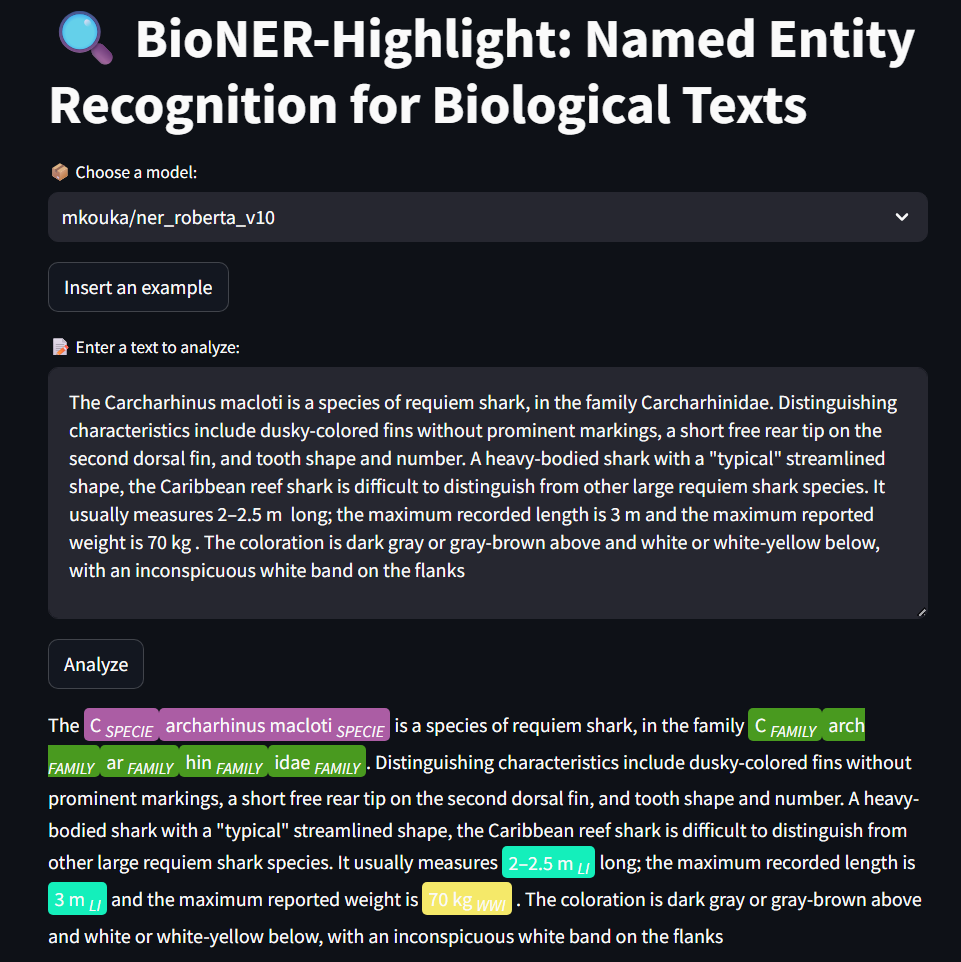 BioNER-Highlight: Named Entity
Recognition for Biological Texts
Choose a model:
mkouka/ner_roberta_v10
Insert an example
Enter a text to analyze:
The Carcharhinus macloti is a species of requiem shark, in the family Carcharhinidae. Distinguishing
characteristics include dusky-colored fins without prominent markings, a short free rear tip on the
second dorsal fin, and tooth shape and number. A heavy-bodied shark with a "typical" streamlined
shape, the Caribbean reef shark is difficult to distinguish from other large requiem shark species. It
usually measures 2–2.5 m  long; the maximum recorded length is 3 m and the maximum reported
weight is 70 kg . The coloration is dark gray or gray-brown above and white or white-yellow below,
with an inconspicuous white band on the flanks
Analyze
The C SPECIE archarhinus macloti SPECIE is a species of requiem shark, in the family C FAMILY arch
FAMILY ar FAMILY hin FAMILY idae FAMILY . Distinguishing characteristics include dusky-colored fins without
prominent markings, a short free rear tip on the second dorsal fin, and tooth shape and number. A heavy-
bodied shark with a "typical" streamlined shape, the Caribbean reef shark is difficult to distinguish from
other large requiem shark species. It usually measures 2–2.5 m LI long; the maximum recorded length is
3 m LI and the maximum reported weight is 70 kg WWI . The coloration is dark gray or gray-brown above
and white or white-yellow below, with an inconspicuous white band on the flanks